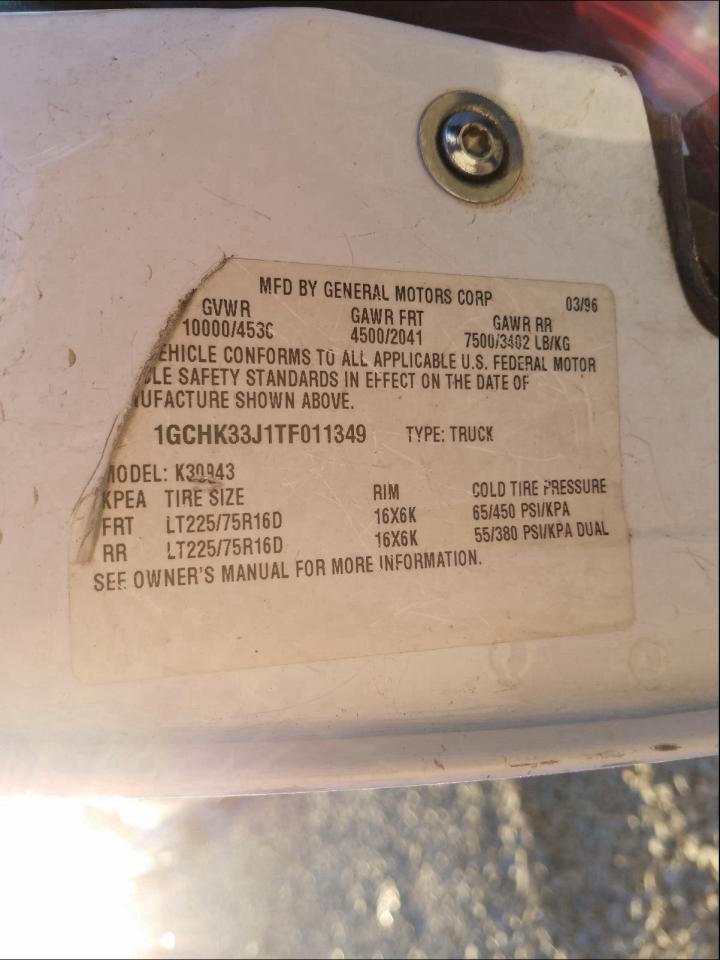 MFD BY GENERAL MOTORS CORP 03/96
GVWR GAWR FRT GAWR RR
10000/4536 4500/2041 7500/3402 LB/KG
EHICLE CONFORMS TO ALL APPLICABLE U.S. FEDERAL MOTOR
CLE SAFETY STANDARDS IN EFFECT ON THE DATE OF
NUFACTURE SHOWN ABOVE.
1GCHK33J1TF011349 TYPE: TRUCK
MODEL: K30943
KPEA TIRE SIZE RIM COLD TIRE PRESSURE
FRT LT225/75R16D 16X6K 65/450 PSI/KPA
RR LT225/75R16D 16X6K 55/380 PSI/KPA DUAL
SEE OWNER'S MANUAL FOR MORE INFORMATION.